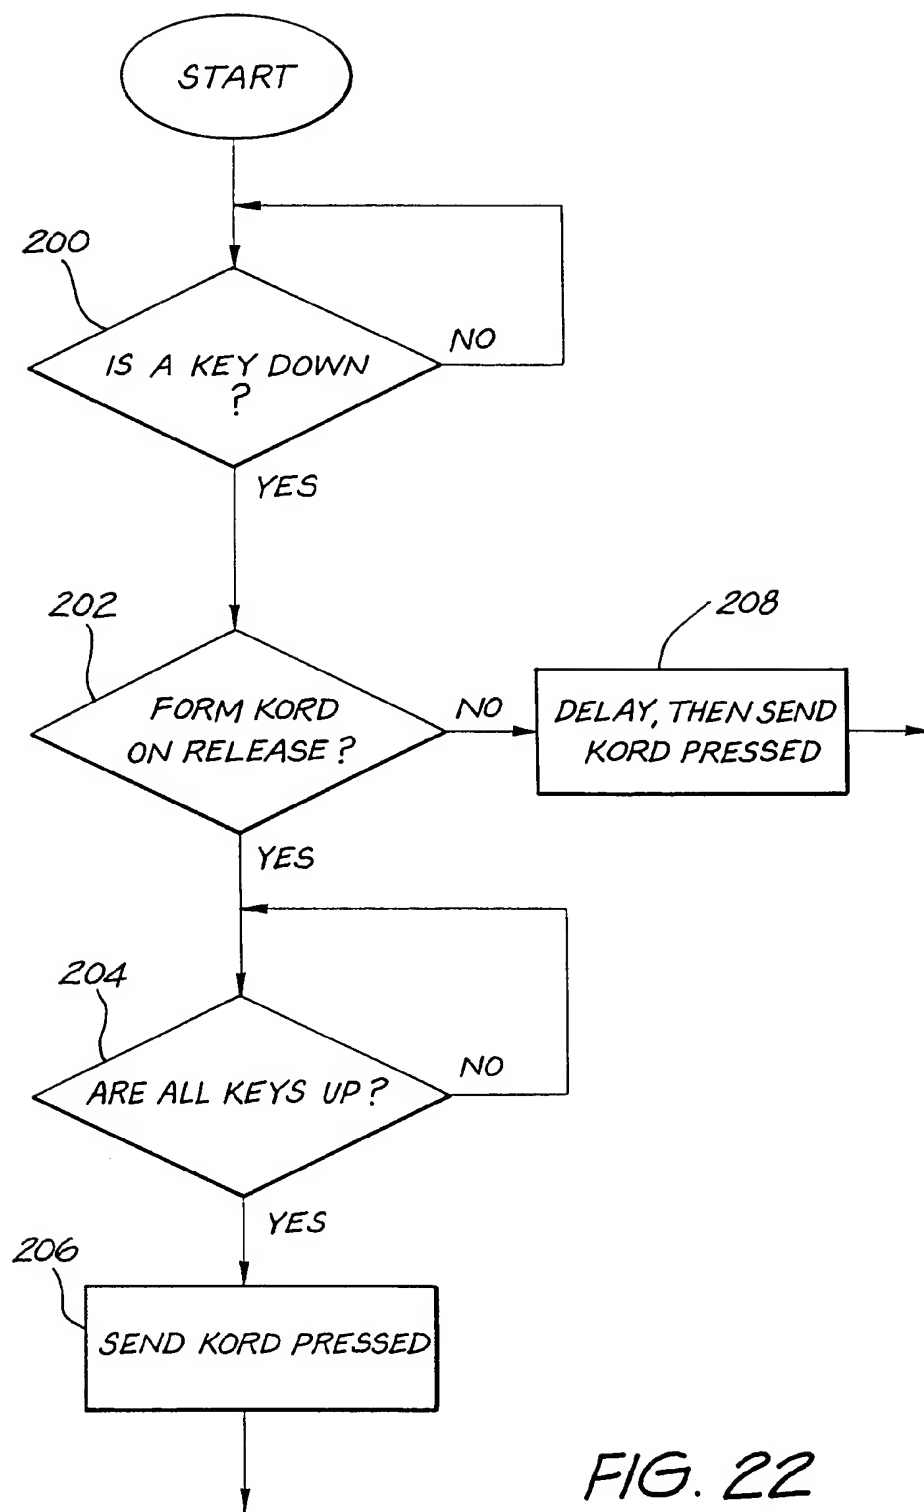 START
200
IS A KEY DOWN
?
NO
YES
202
208
FORM KORD
ON RELEASE?
NO
DELAY, THEN SEND
KORD PRESSED
YES
204
ARE ALL KEYS UP?
NO
YES
206
SEND KORD PRESSED
FIG. 22